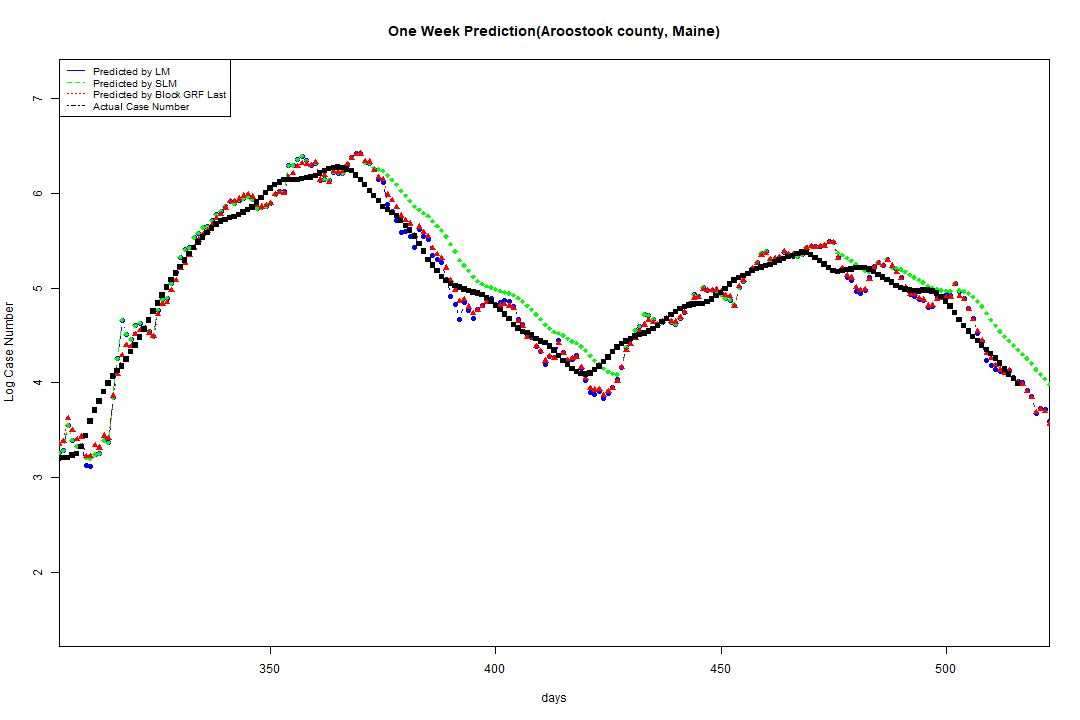 One Week Prediction(Aroostook county, Maine)
Predicted by LM
Predicted by SLM
Predicted by Block GRF Last
Actual Case Number
7
6
5
4
3
2
Log Case Number
350
400
450
500
days